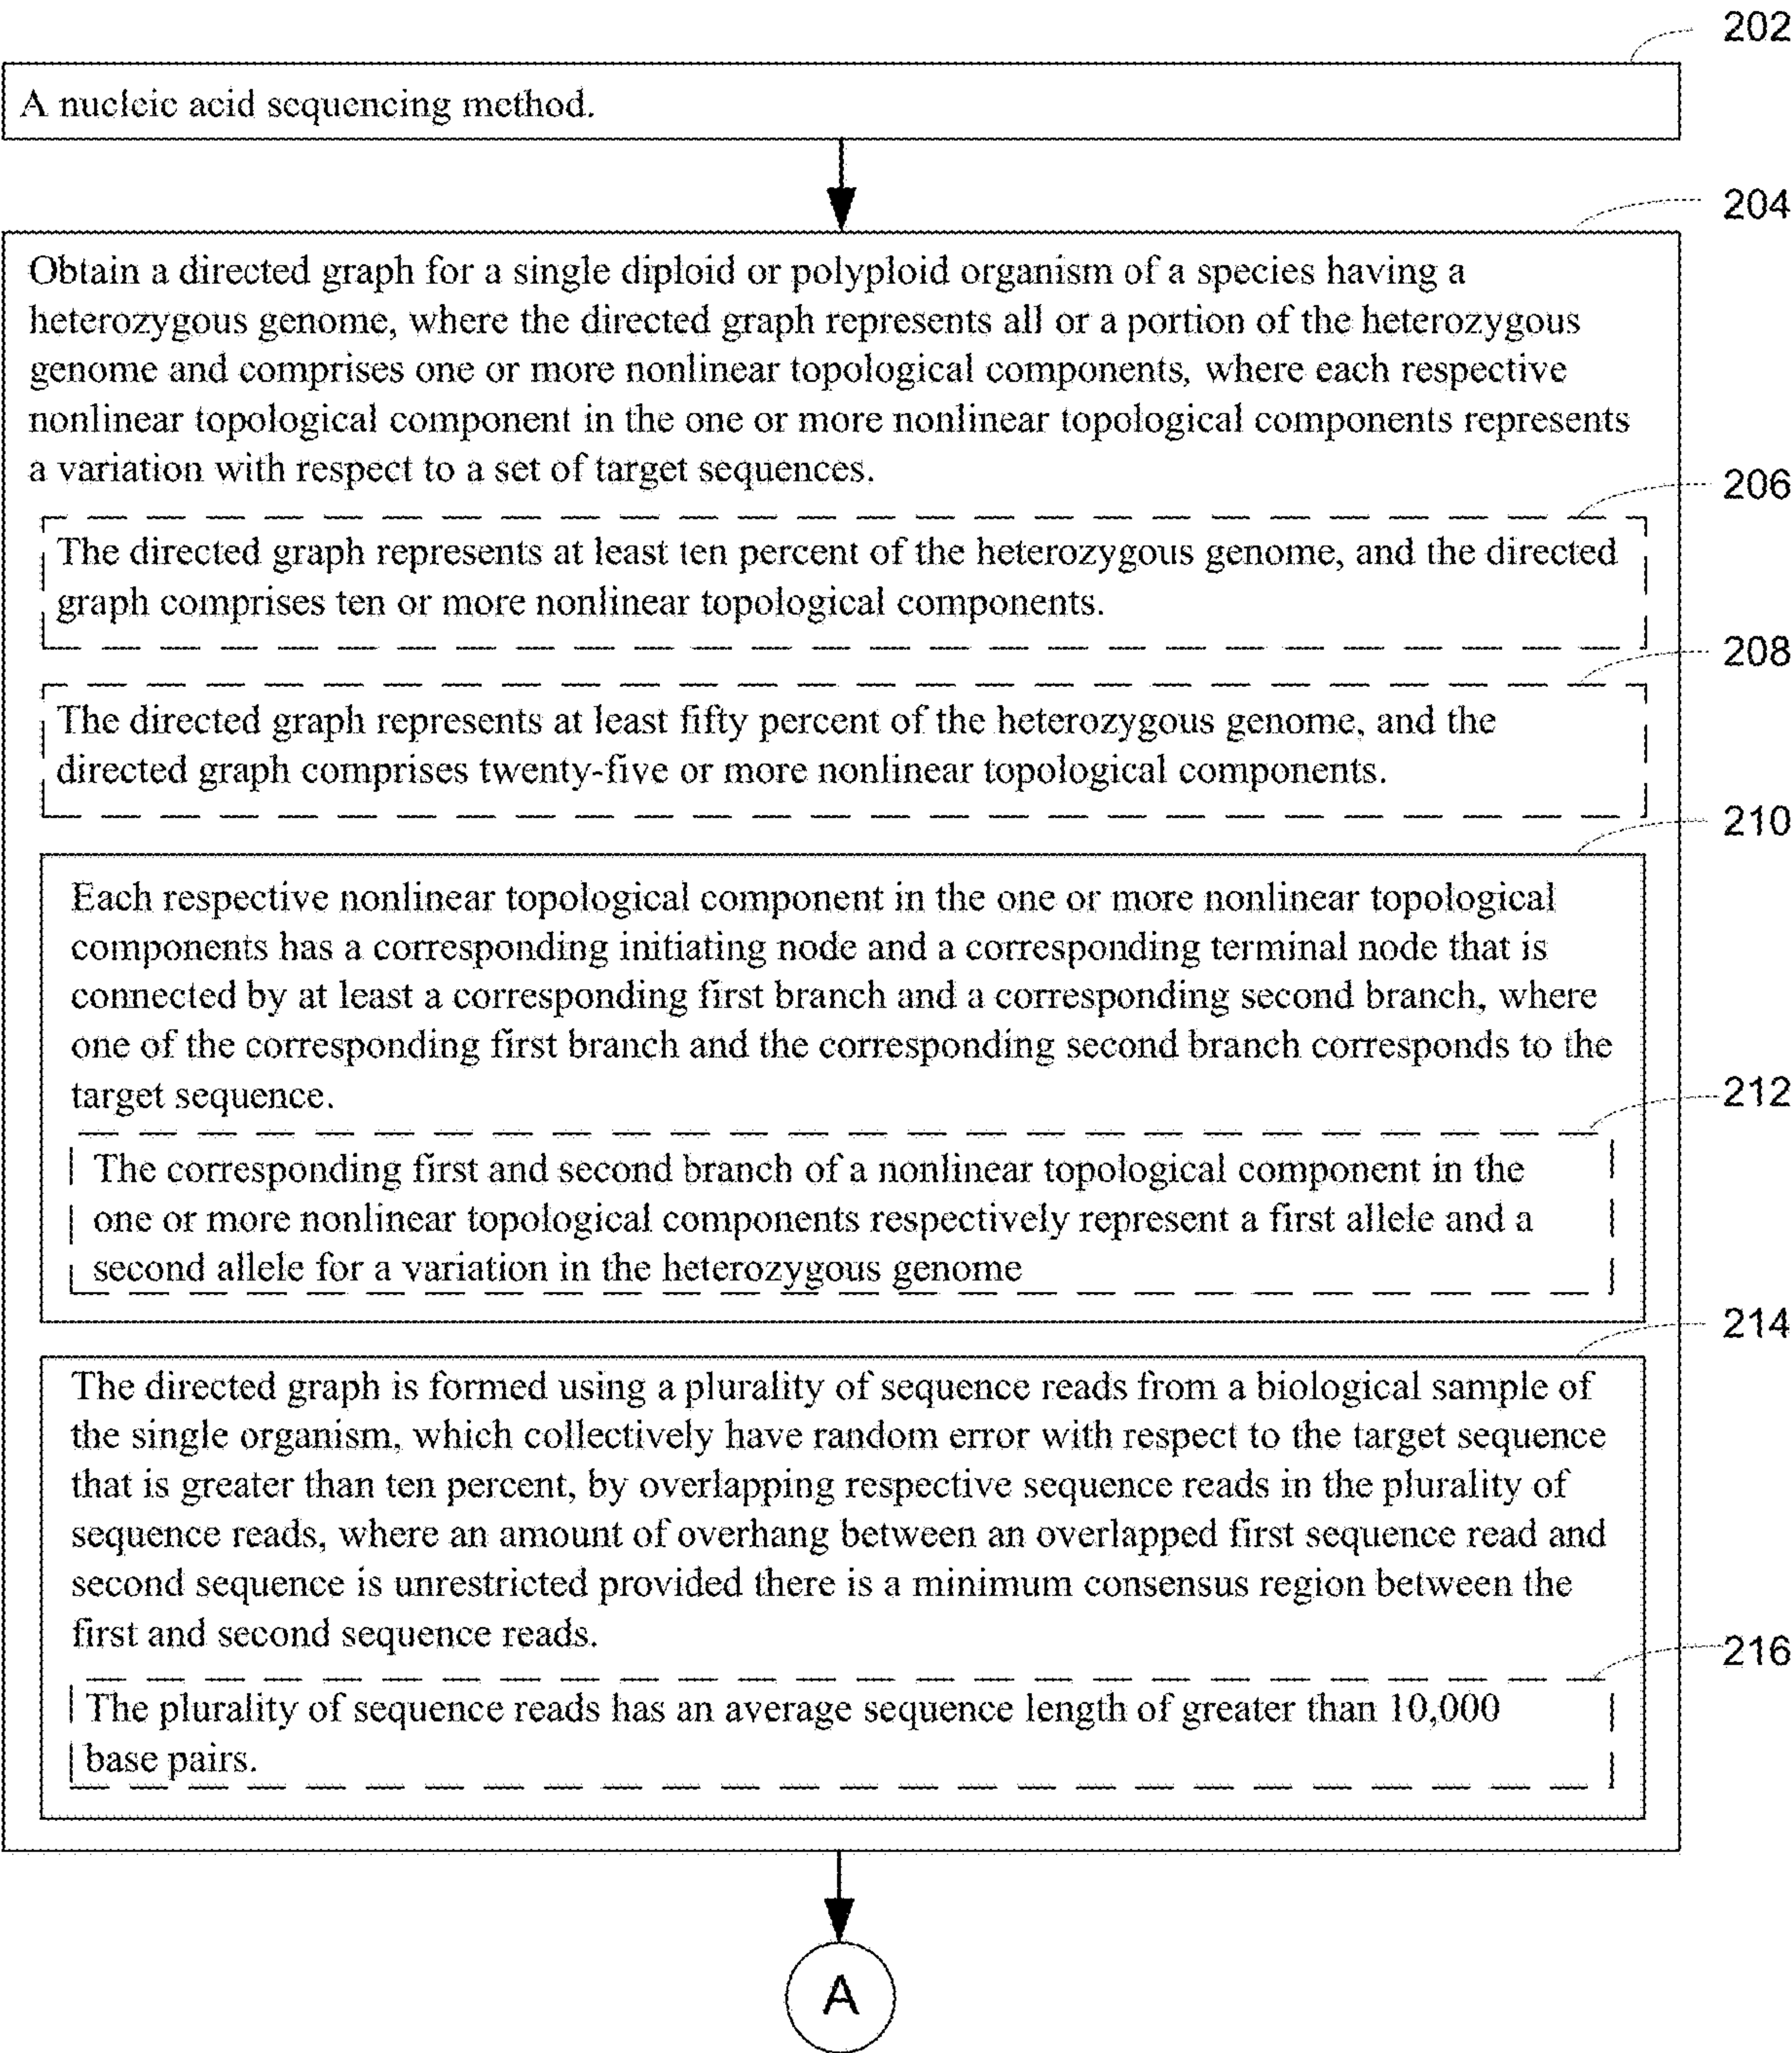 202
A nucleic acid sequencing method.
204
Obtain a directed graph for a single diploid or polyploid organism of a species having a
heterozygous genome, where the directed graph represents all or a portion of the heterozygous
genome and comprises one or more nonlinear topological components, where each respective
nonlinear topological component in the one or more nonlinear topological components represents
a variation with respect to a set of target sequences.
206
The directed graph represents at least ten percent of the heterozygous genome, and the directed
graph comprises ten or more nonlinear topological components.
208
The directed graph represents at least fifty percent of the heterozygous genome, and the
directed graph comprises twenty-five or more nonlinear topological components.
210
Each respective nonlinear topological component in the one or more nonlinear topological
components has a corresponding initiating node and a corresponding terminal node that is
connected by at least a corresponding first branch and a corresponding second branch, where
one of the corresponding first branch and the corresponding second branch corresponds to the
target sequence.
212
The corresponding first and second branch of a nonlinear topological component in the
one or more nonlinear topological components respectively represent a first allele and a
second allele for a variation in the heterozygous genome
214
The directed graph is formed using a plurality of sequence reads from a biological sample of
the single organism, which collectively have random error with respect to the target sequence
that is greater than ten percent, by overlapping respective sequence reads in the plurality of
sequence reads, where an amount of overhang between an overlapped first sequence read and
second sequence is unrestricted provided there is a minimum consensus region between the
first and second sequence reads.
216
The plurality of sequence reads has an average sequence length of greater than 10,000
base pairs.
A